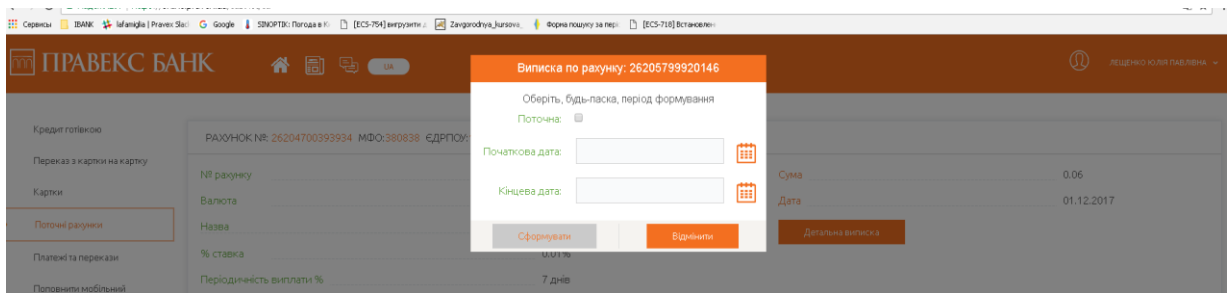 Сервисы IBANK lafamiglia | Pravex Slac Google SINOPTIK: Погода в К [ECS-754] вигрузити Zavgorodnya_kursova_ Форма пошуку за пері [ECS-718] Встановлен
ПРАВЕКС БАНК UA ЛЕЩЕНКО ЮЛІЯ ПАВЛІВНА
Виписка по рахунку: 26205799920146
Оберіть, будь-ласка, період формування
Поточна:
Початкова дата:
Кінцева дата:
Сформувати Відмінити
Кредит готівкою
Переказ з картки на картку
Картки
Поточні рахунки
Платежі та перекази
Поповнити мобільний
РАХУНОК №: 26204700393934 МФО:380838 ЄДРПОУ:
№ рахунку
Валюта
Назва
% ставка 0.01%
Періодичність виплати % 7 днів
Сума 0.06
Дата 01.12.2017
Детальна виписка